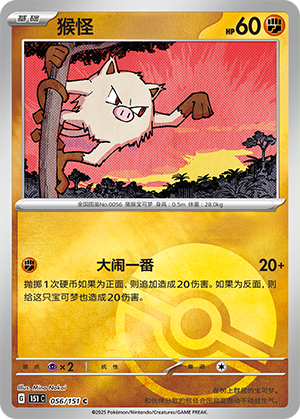 基础
猴怪
HP60
全国图鉴No.0056 猪猴宝可梦 身高:0.5m 体重:28.0kg
大闹一番 20+
抛掷1次硬币如果为正面,则追加造成20伤害。如果为反面,则
给这只宝可梦也造成20伤害。
弱点 ×2 抗性 撤退
Illus. Mina Nakai
G 151 C 056/151 C
©2025 Pokémon/Nintendo/Creatures/GAME FREAK.